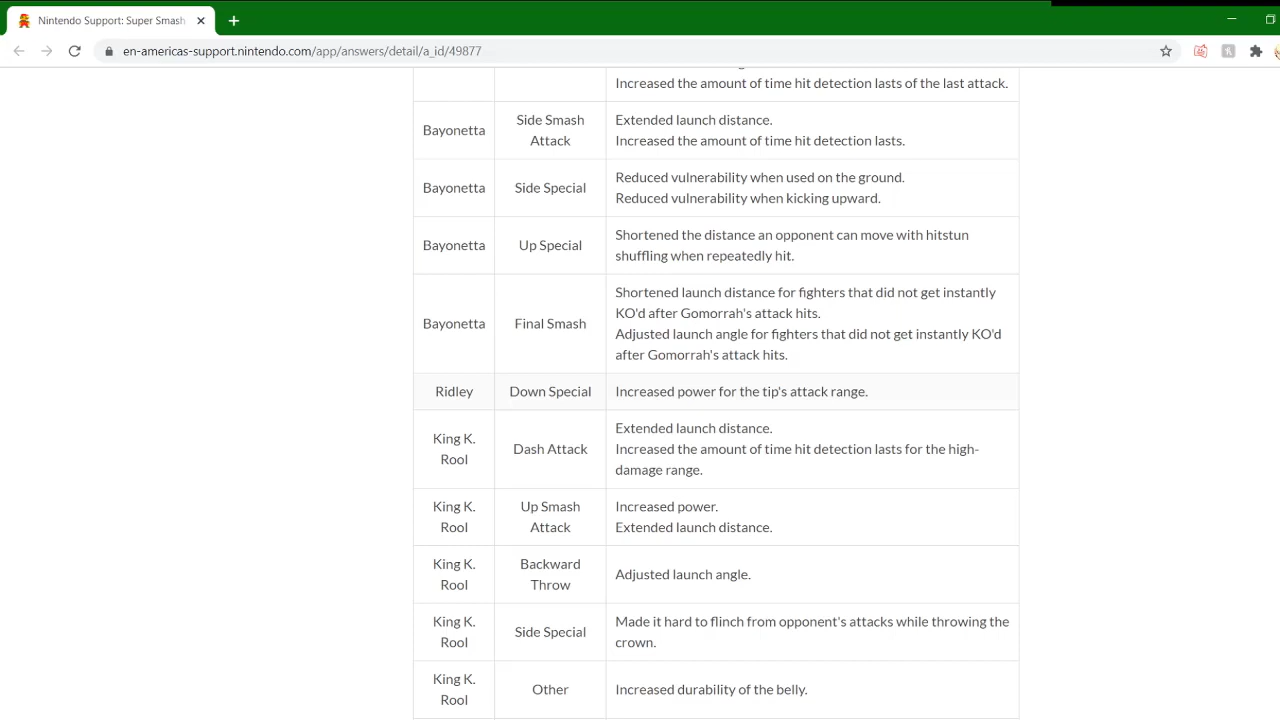 Nintendo Support: Super Smash
en-americas-support.nintendo.com/app/answers/detail/a_id/49877
Increased the amount of time hit detection lasts of the last attack.
Bayonetta
Side Smash
Attack
Extended launch distance.
Increased the amount of time hit detection lasts.
Bayonetta
Side Special
Reduced vulnerability when used on the ground.
Reduced vulnerability when kicking upward.
Bayonetta
Up Special
Shortened the distance an opponent can move with hitstun
shuffling when repeatedly hit.
Bayonetta
Final Smash
Shortened launch distance for fighters that did not get instantly
KO'd after Gomorrah's attack hits.
Adjusted launch angle for fighters that did not get instantly KO'd
after Gomorrah's attack hits.
Ridley
Down Special
Increased power for the tip's attack range.
King K.
Rool
Dash Attack
Extended launch distance.
Increased the amount of time hit detection lasts for the high-
damage range.
King K.
Rool
Up Smash
Attack
Increased power.
Extended launch distance.
King K.
Rool
Backward
Throw
Adjusted launch angle.
King K.
Rool
Side Special
Made it hard to flinch from opponent's attacks while throwing the
crown.
King K.
Rool
Other
Increased durability of the belly.